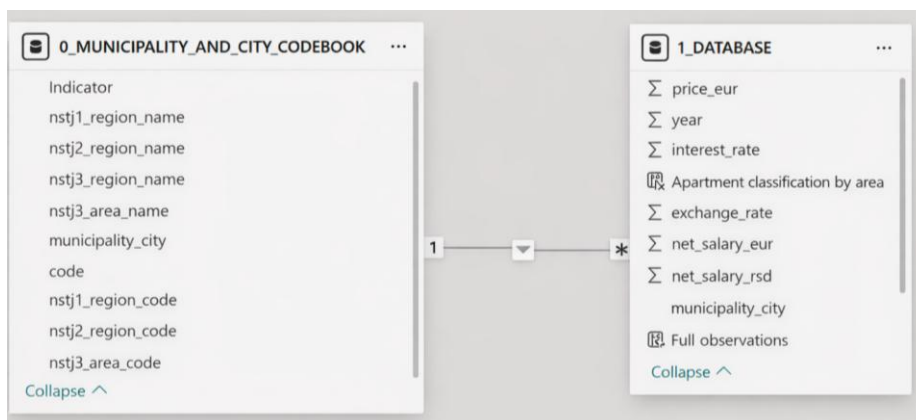 0_MUNICIPALITY_AND_CITY_CODEBOOK ...
Indicator
nstj1_region_name
nstj2_region_name
nstj3_region_name
nstj3_area_name
municipality_city
code
nstj1_region_code
nstj2_region_code
nstj3_area_code
Collapse
1
*
1_DATABASE ...
Σ price_eur
Σ year
Σ interest_rate
Apartment classification by area
Σ exchange_rate
Σ net_salary_eur
Σ net_salary_rsd
municipality_city
Full observations
Collapse